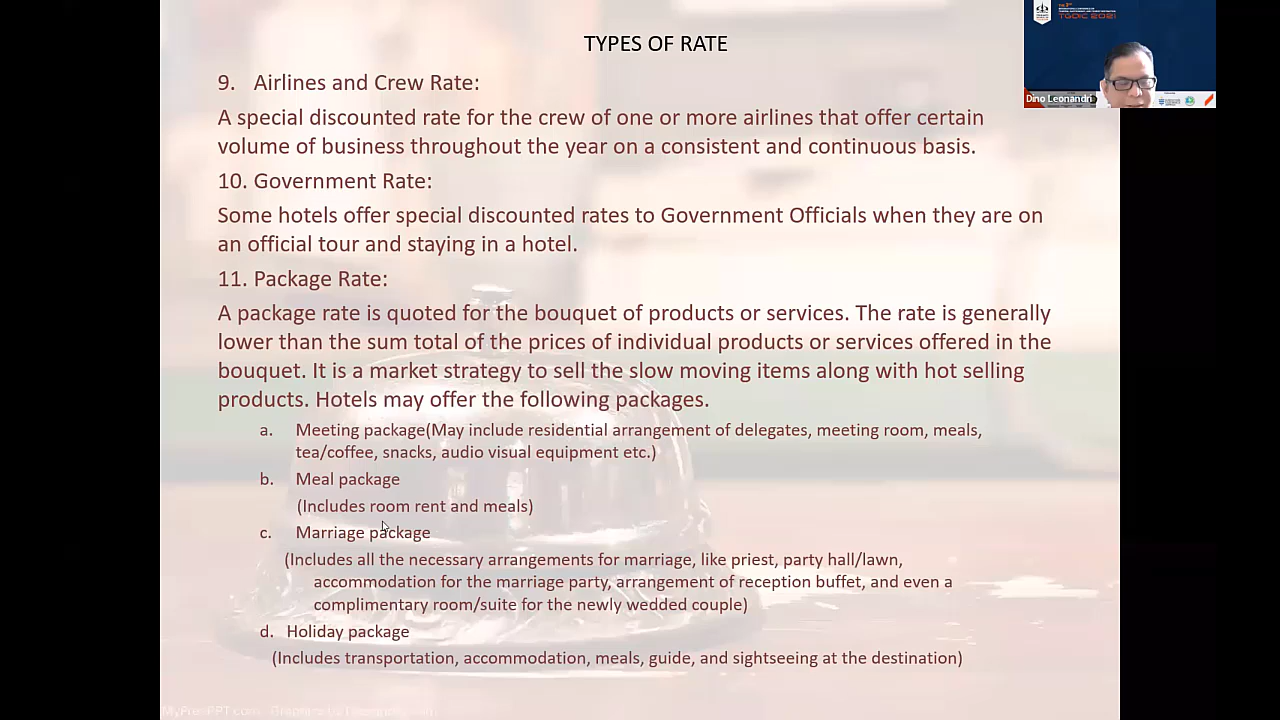 TYPES OF RATE
TGDIC 2021
Dino Leonandri
9. Airlines and Crew Rate:
A special discounted rate for the crew of one or more airlines that offer certain
volume of business throughout the year on a consistent and continuous basis.
10. Government Rate:
Some hotels offer special discounted rates to Government Officials when they are on
an official tour and staying in a hotel.
11. Package Rate:
A package rate is quoted for the bouquet of products or services. The rate is generally
lower than the sum total of the prices of individual products or services offered in the
bouquet. It is a market strategy to sell the slow moving items along with hot selling
products. Hotels may offer the following packages.
a. Meeting package(May include residential arrangement of delegates, meeting room, meals,
tea/coffee, snacks, audio visual equipment etc.)
b. Meal package
(Includes room rent and meals)
c. Marriage package
(Includes all the necessary arrangements for marriage, like priest, party hall/lawn,
accommodation for the marriage party, arrangement of reception buffet, and even a
complimentary room/suite for the newly wedded couple)
d. Holiday package
(Includes transportation, accommodation, meals, guide, and sightseeing at the destination)